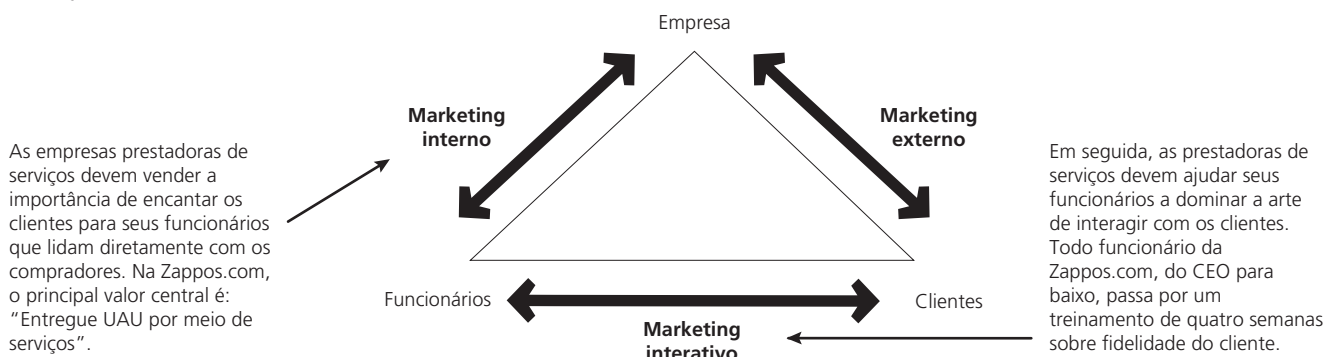 Empresa
Marketing
interno
Marketing
externo
As empresas prestadoras de
serviços devem vender a
importância de encantar os
clientes para seus funcionários
que lidam diretamente com os
compradores. Na Zappos.com,
o principal valor central é:
“Entregue UAU por meio de
serviços”.
Em seguida, as prestadoras de
serviços devem ajudar seus
funcionários a dominar a arte
de interagir com os clientes.
Todo funcionário da
Zappos.com, do CEO para
baixo, passa por um
treinamento de quatro semanas
sobre fidelidade do cliente.
Funcionários
Clientes
Marketing
interativo